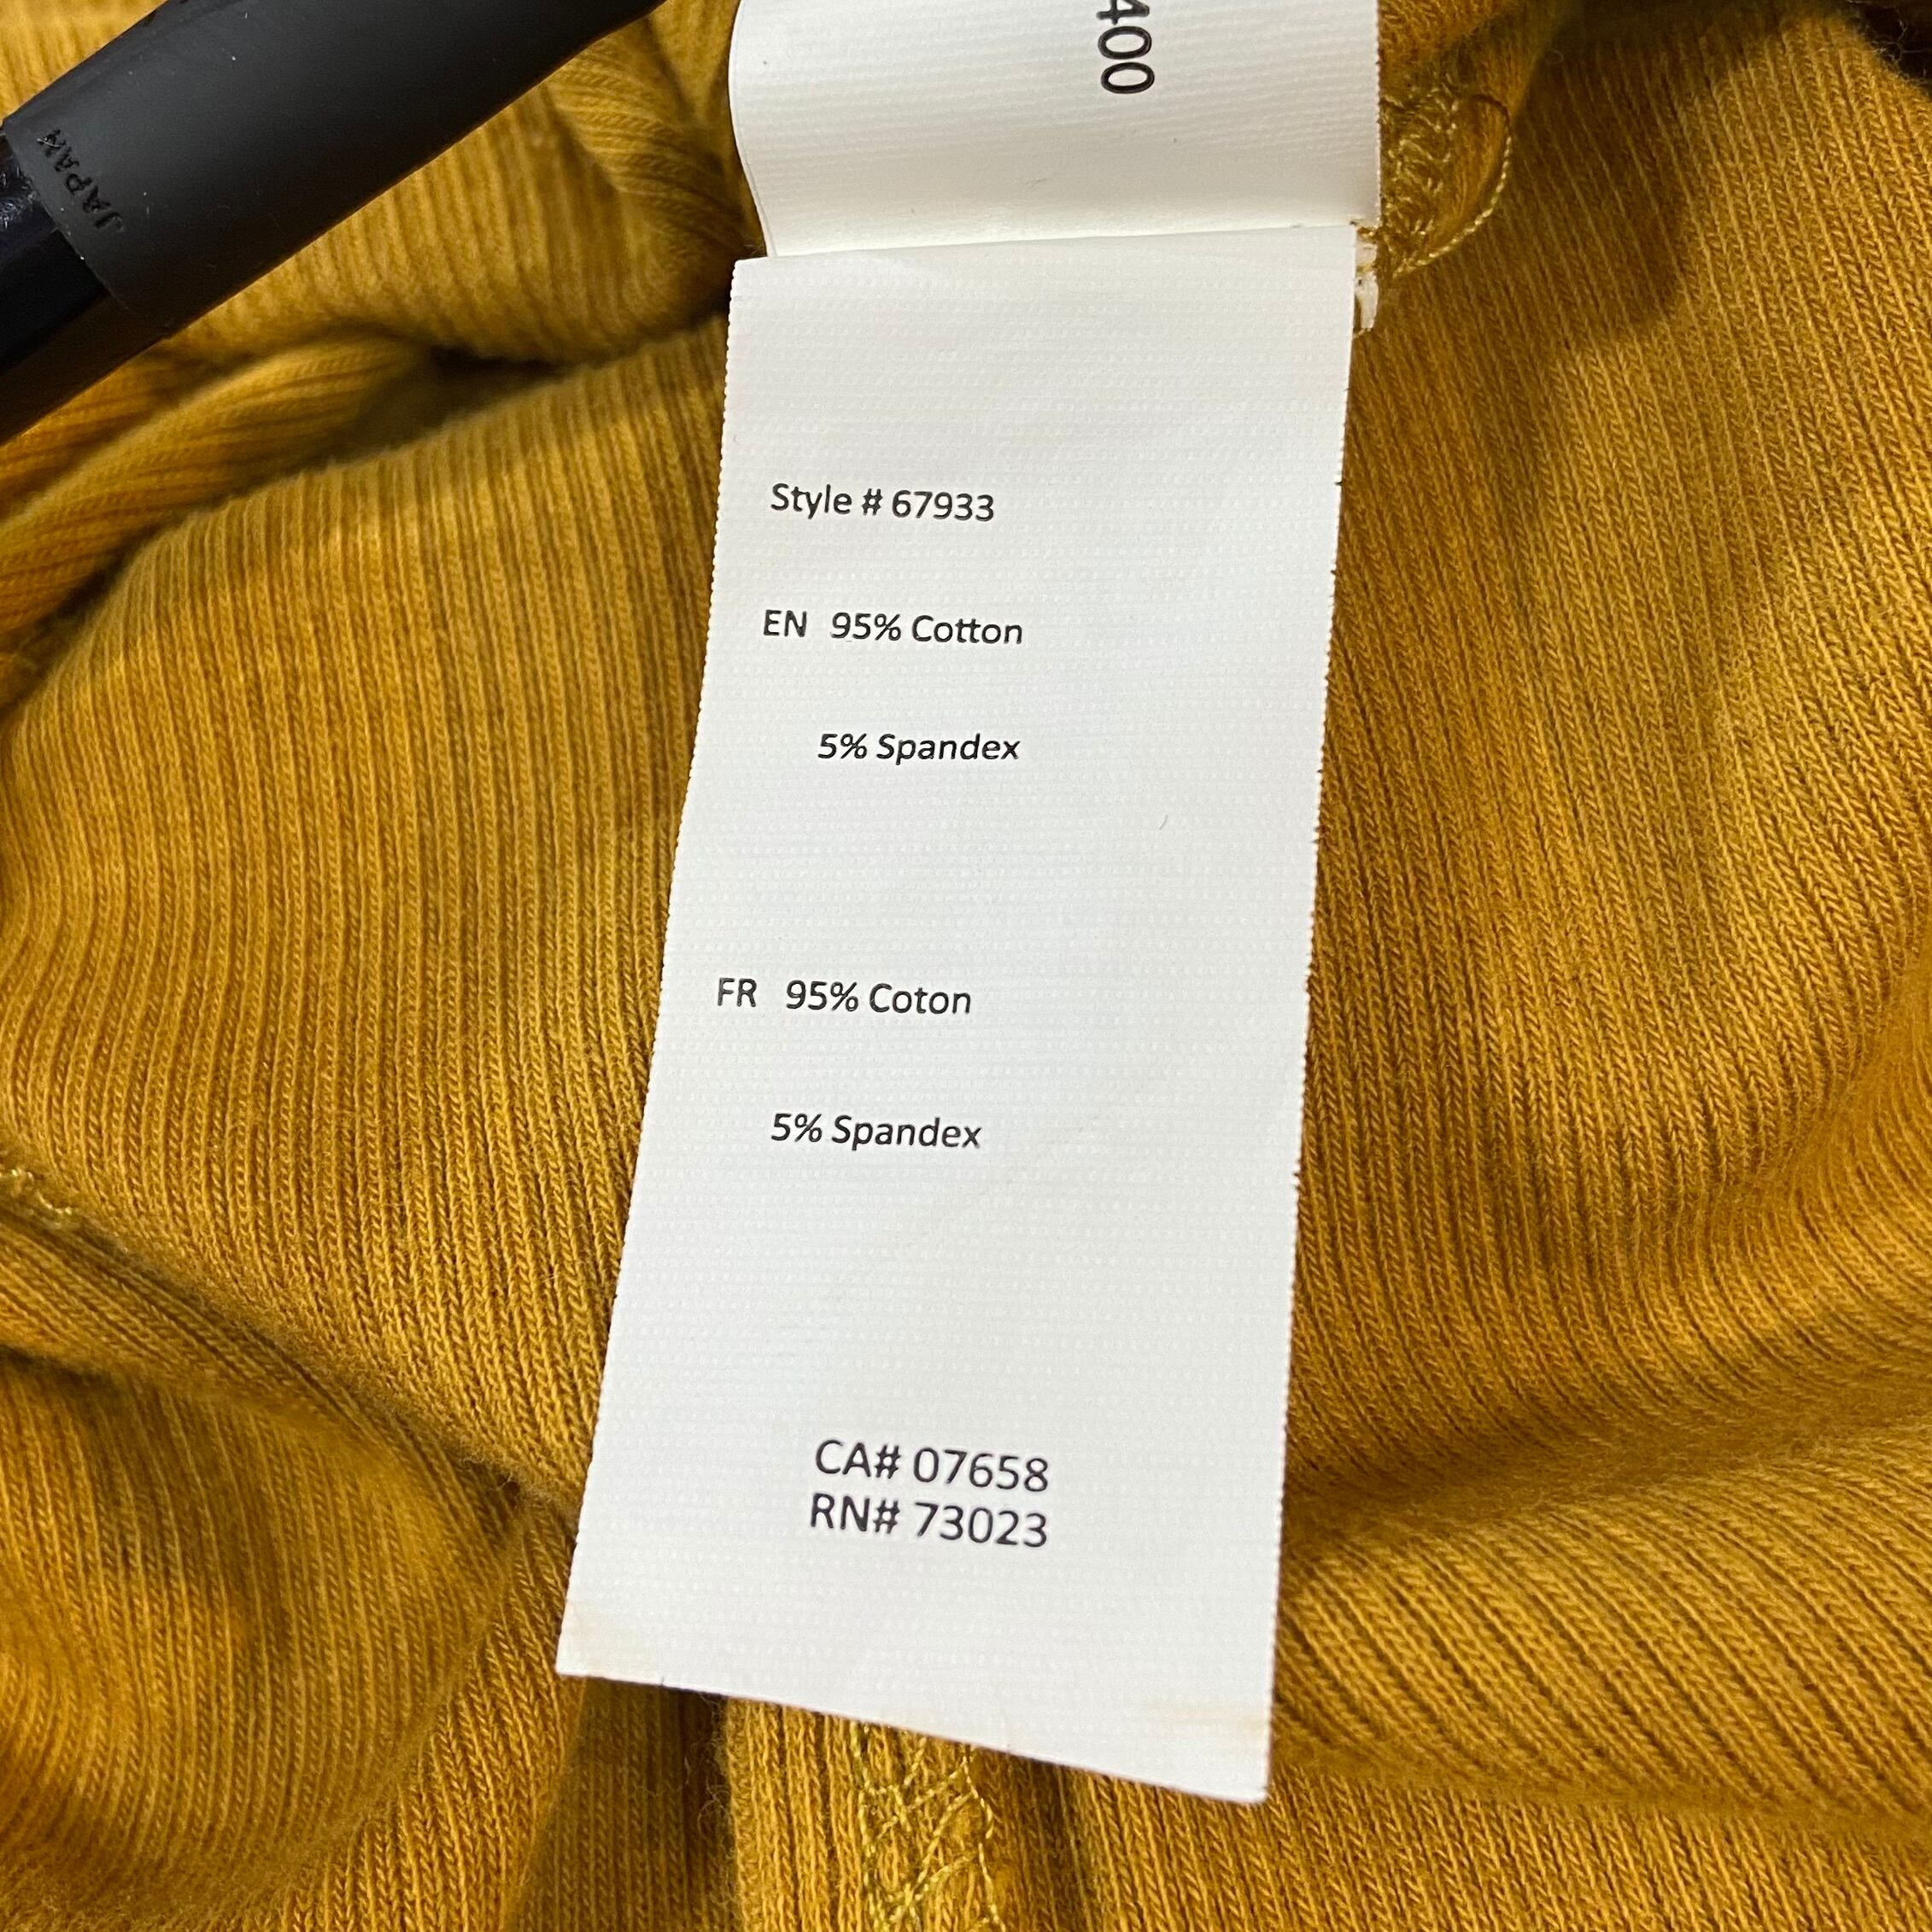 400
JAPAN
Style # 67933
EN 95% Cotton
5% Spandex
FR 95% Coton
5% Spandex
CA# 07658
RN# 73023